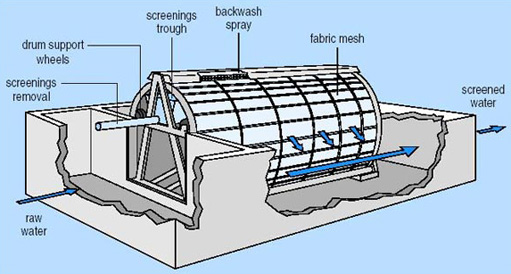 screenings
trough
backwash
spray
drum support
wheels
fabric mesh
screenings
removal
screened
water
raw
water